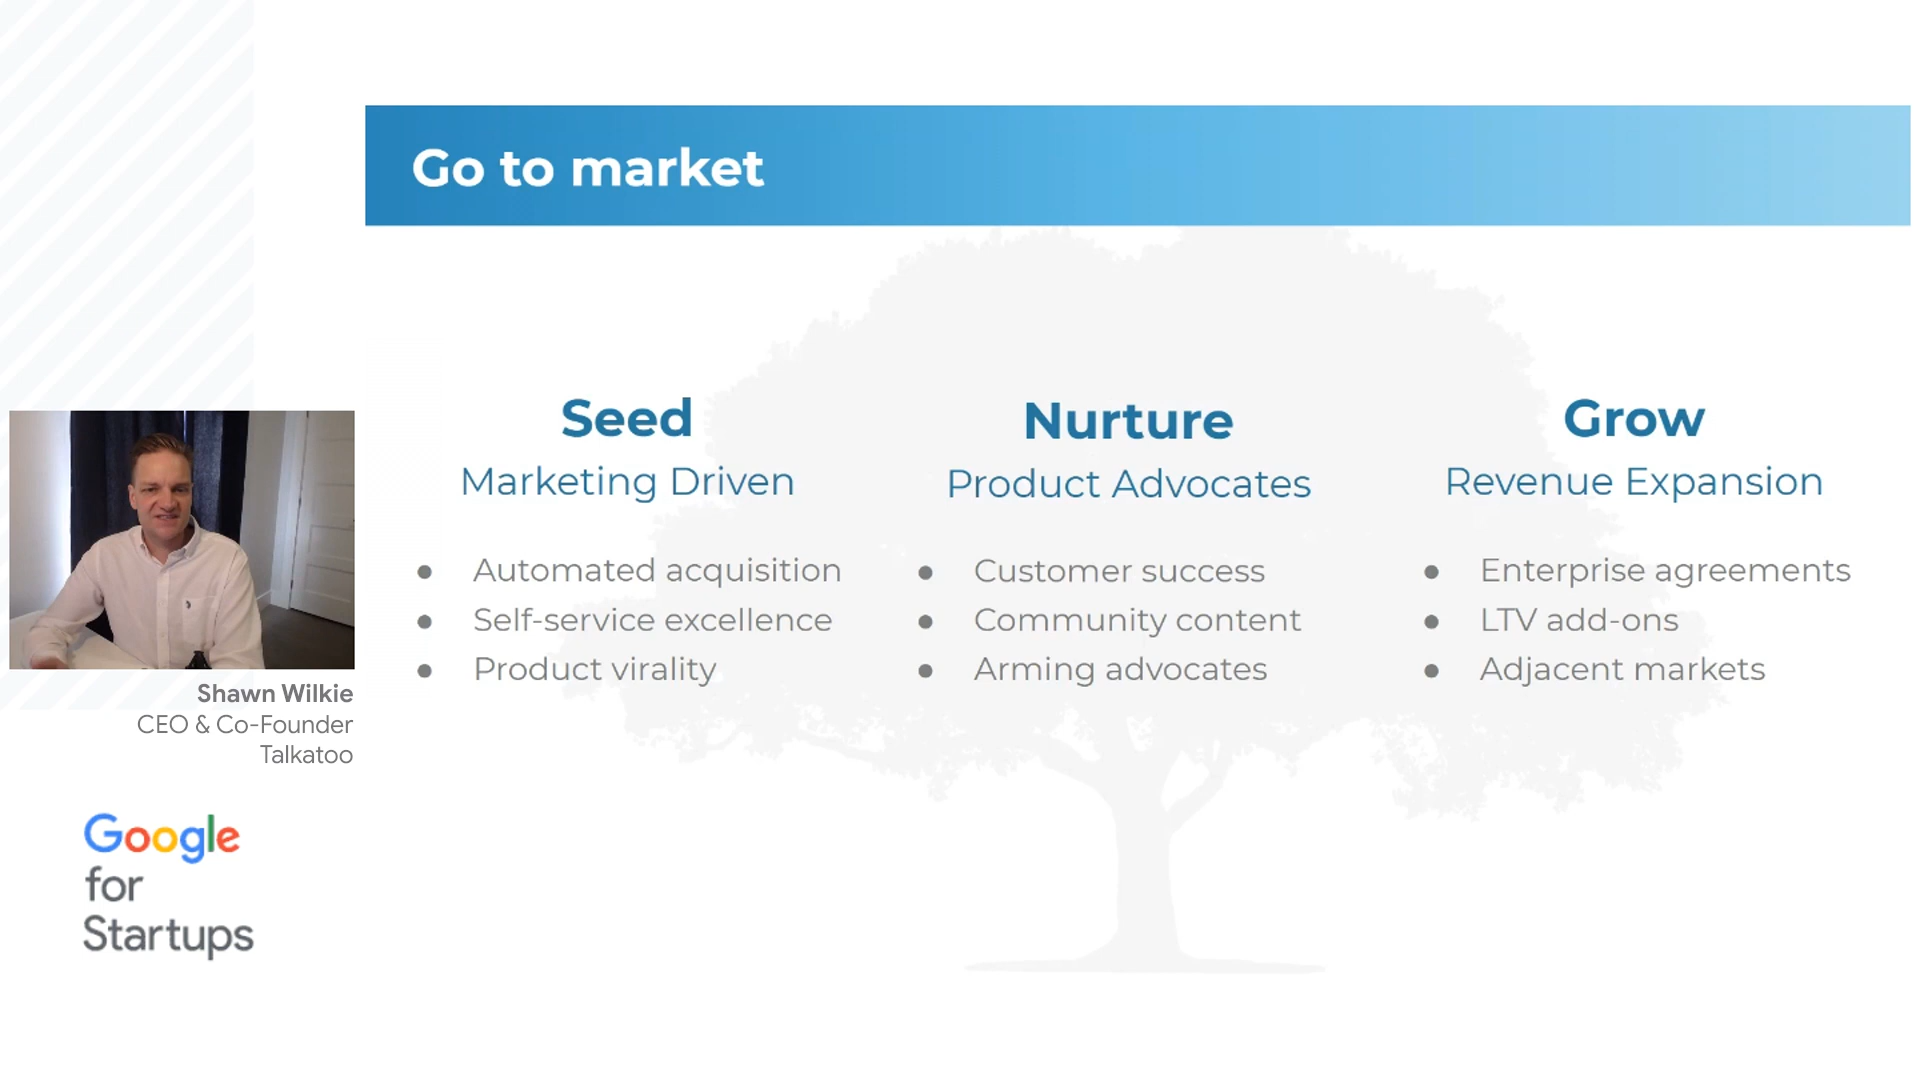 Go to market
Seed
Marketing Driven
● Automated acquisition
● Self-service excellence
● Product virality
Nurture
Product Advocates
● Customer success
● Community content
● Arming advocates
Grow
Revenue Expansion
● Enterprise agreements
● LTV add-ons
● Adjacent markets
Shawn Wilkie
CEO & Co-Founder
Talkatoo
Google
for
Startups